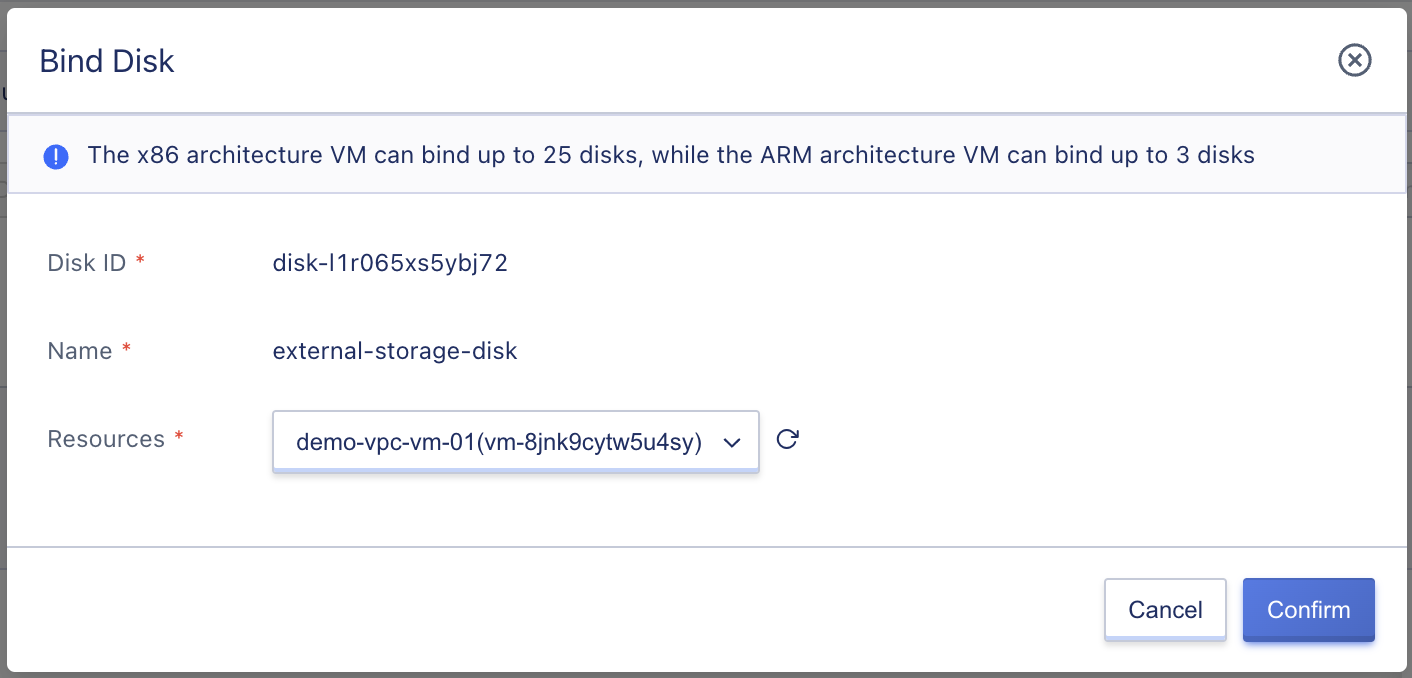 Bind Disk
The x86 architecture VM can bind up to 25 disks, while the ARM architecture VM can bind up to 3 disks
Disk ID * disk-l1r065xs5ybj72
Name * external-storage-disk
Resources * demo-vpc-vm-01(vm-8jnk9cytw5u4sy)
Cancel Confirm